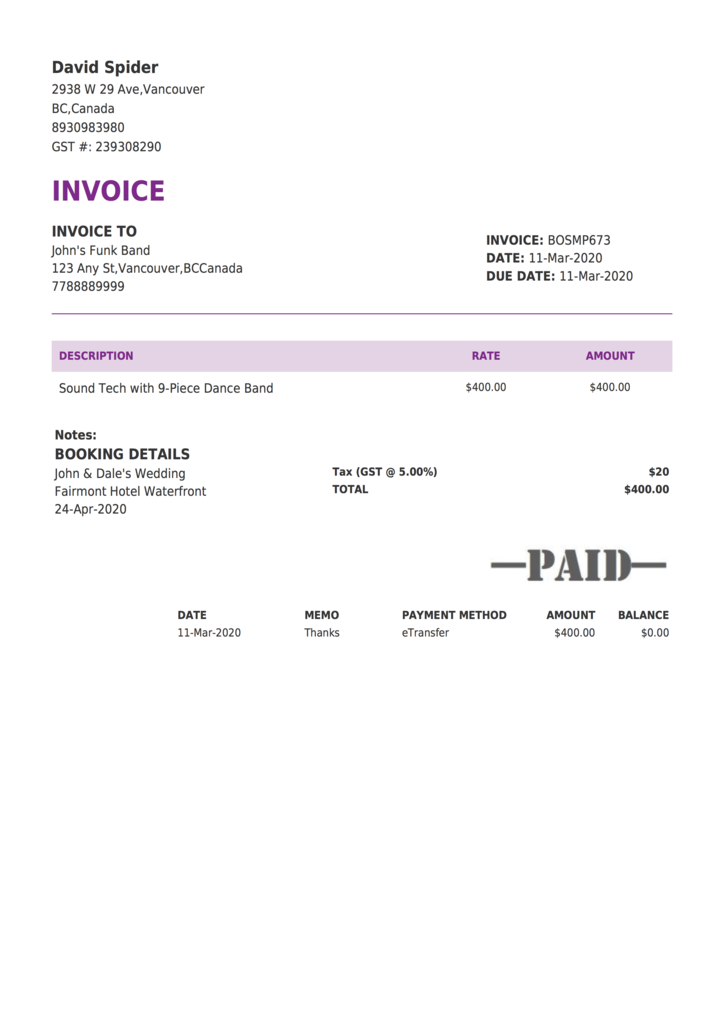 David Spider
2938 W 29 Ave,Vancouver
BC,Canada
8930983980
GST #: 239308290
INVOICE
INVOICE TO
John's Funk Band
123 Any St,Vancouver,BCCanada
7788889999
INVOICE: BOSMP673
DATE: 11-Mar-2020
DUE DATE: 11-Mar-2020
DESCRIPTION RATE AMOUNT
Sound Tech with 9-Piece Dance Band $400.00 $400.00
Notes:
BOOKING DETAILS
John & Dale's Wedding
Fairmont Hotel Waterfront
24-Apr-2020
Tax (GST @ 5.00%) $20
TOTAL $400.00
PAID
DATE MEMO PAYMENT METHOD AMOUNT BALANCE
11-Mar-2020 Thanks eTransfer $400.00 $0.00